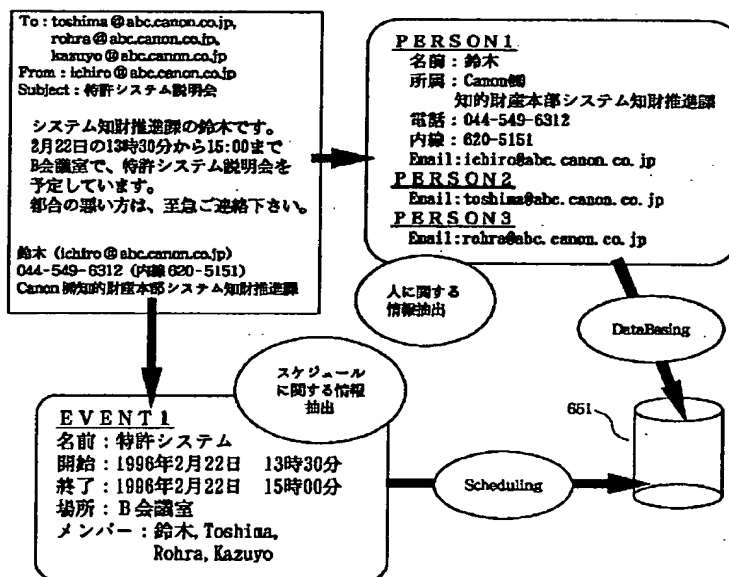 To：toshima@abc.canon.co.jp,
rohra@abc.canon.co.jp,
kazuyo@abc.canon.co.jp
From：ichiro@abc.canon.co.jp
Subject：特許システム説明会
システム知財推進課の鈴木です。
2月22日の13時30分から15:00まで
B会議室で、特許システム説明会を
予定しています。
都合の悪い方は、至急ご連絡下さい。
鈴木（ichiro@abc.canon.co.jp）
044-549-6312（内線620-5151）
Canon㈱知的財産本部システム知財推進課
PERSON1
名前：鈴木
所属：Canon㈱
知的財産本部システム知財推進課
電話：044-549-6312
内線：620-5151
Email:ichiro@abc.canon.co.jp
PERSON2
Email:toshima@abc.canon.co.jp
PERSON3
Email:rohra@abc.canon.co.jp
人に関する
情報抽出
DataBasing
スケジュール
に関する情報
抽出
651
EVENT1
名前：特許システム
開始：1996年2月22日　13時30分
終了：1996年2月22日　15時00分
場所：B会議室
メンバー：鈴木,Toshima,
Rohra,Kazuyo
Scheduling